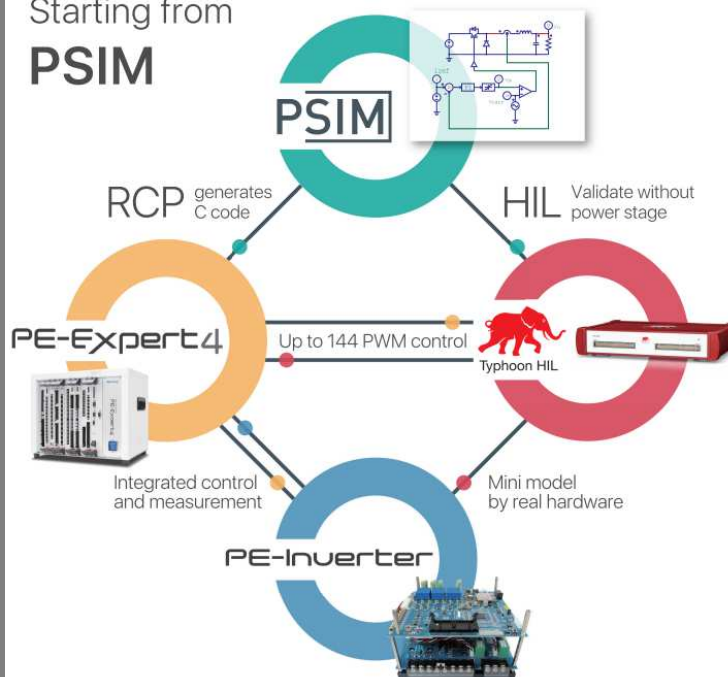 Starting from
PSIM
PSIM
RCP generates
C code
HIL Validate without
power stage
PE-Expert4
Up to 144 PWM control
Typhoon HIL
Integrated control
and measurement
Mini model
by real hardware
PE-Inverter